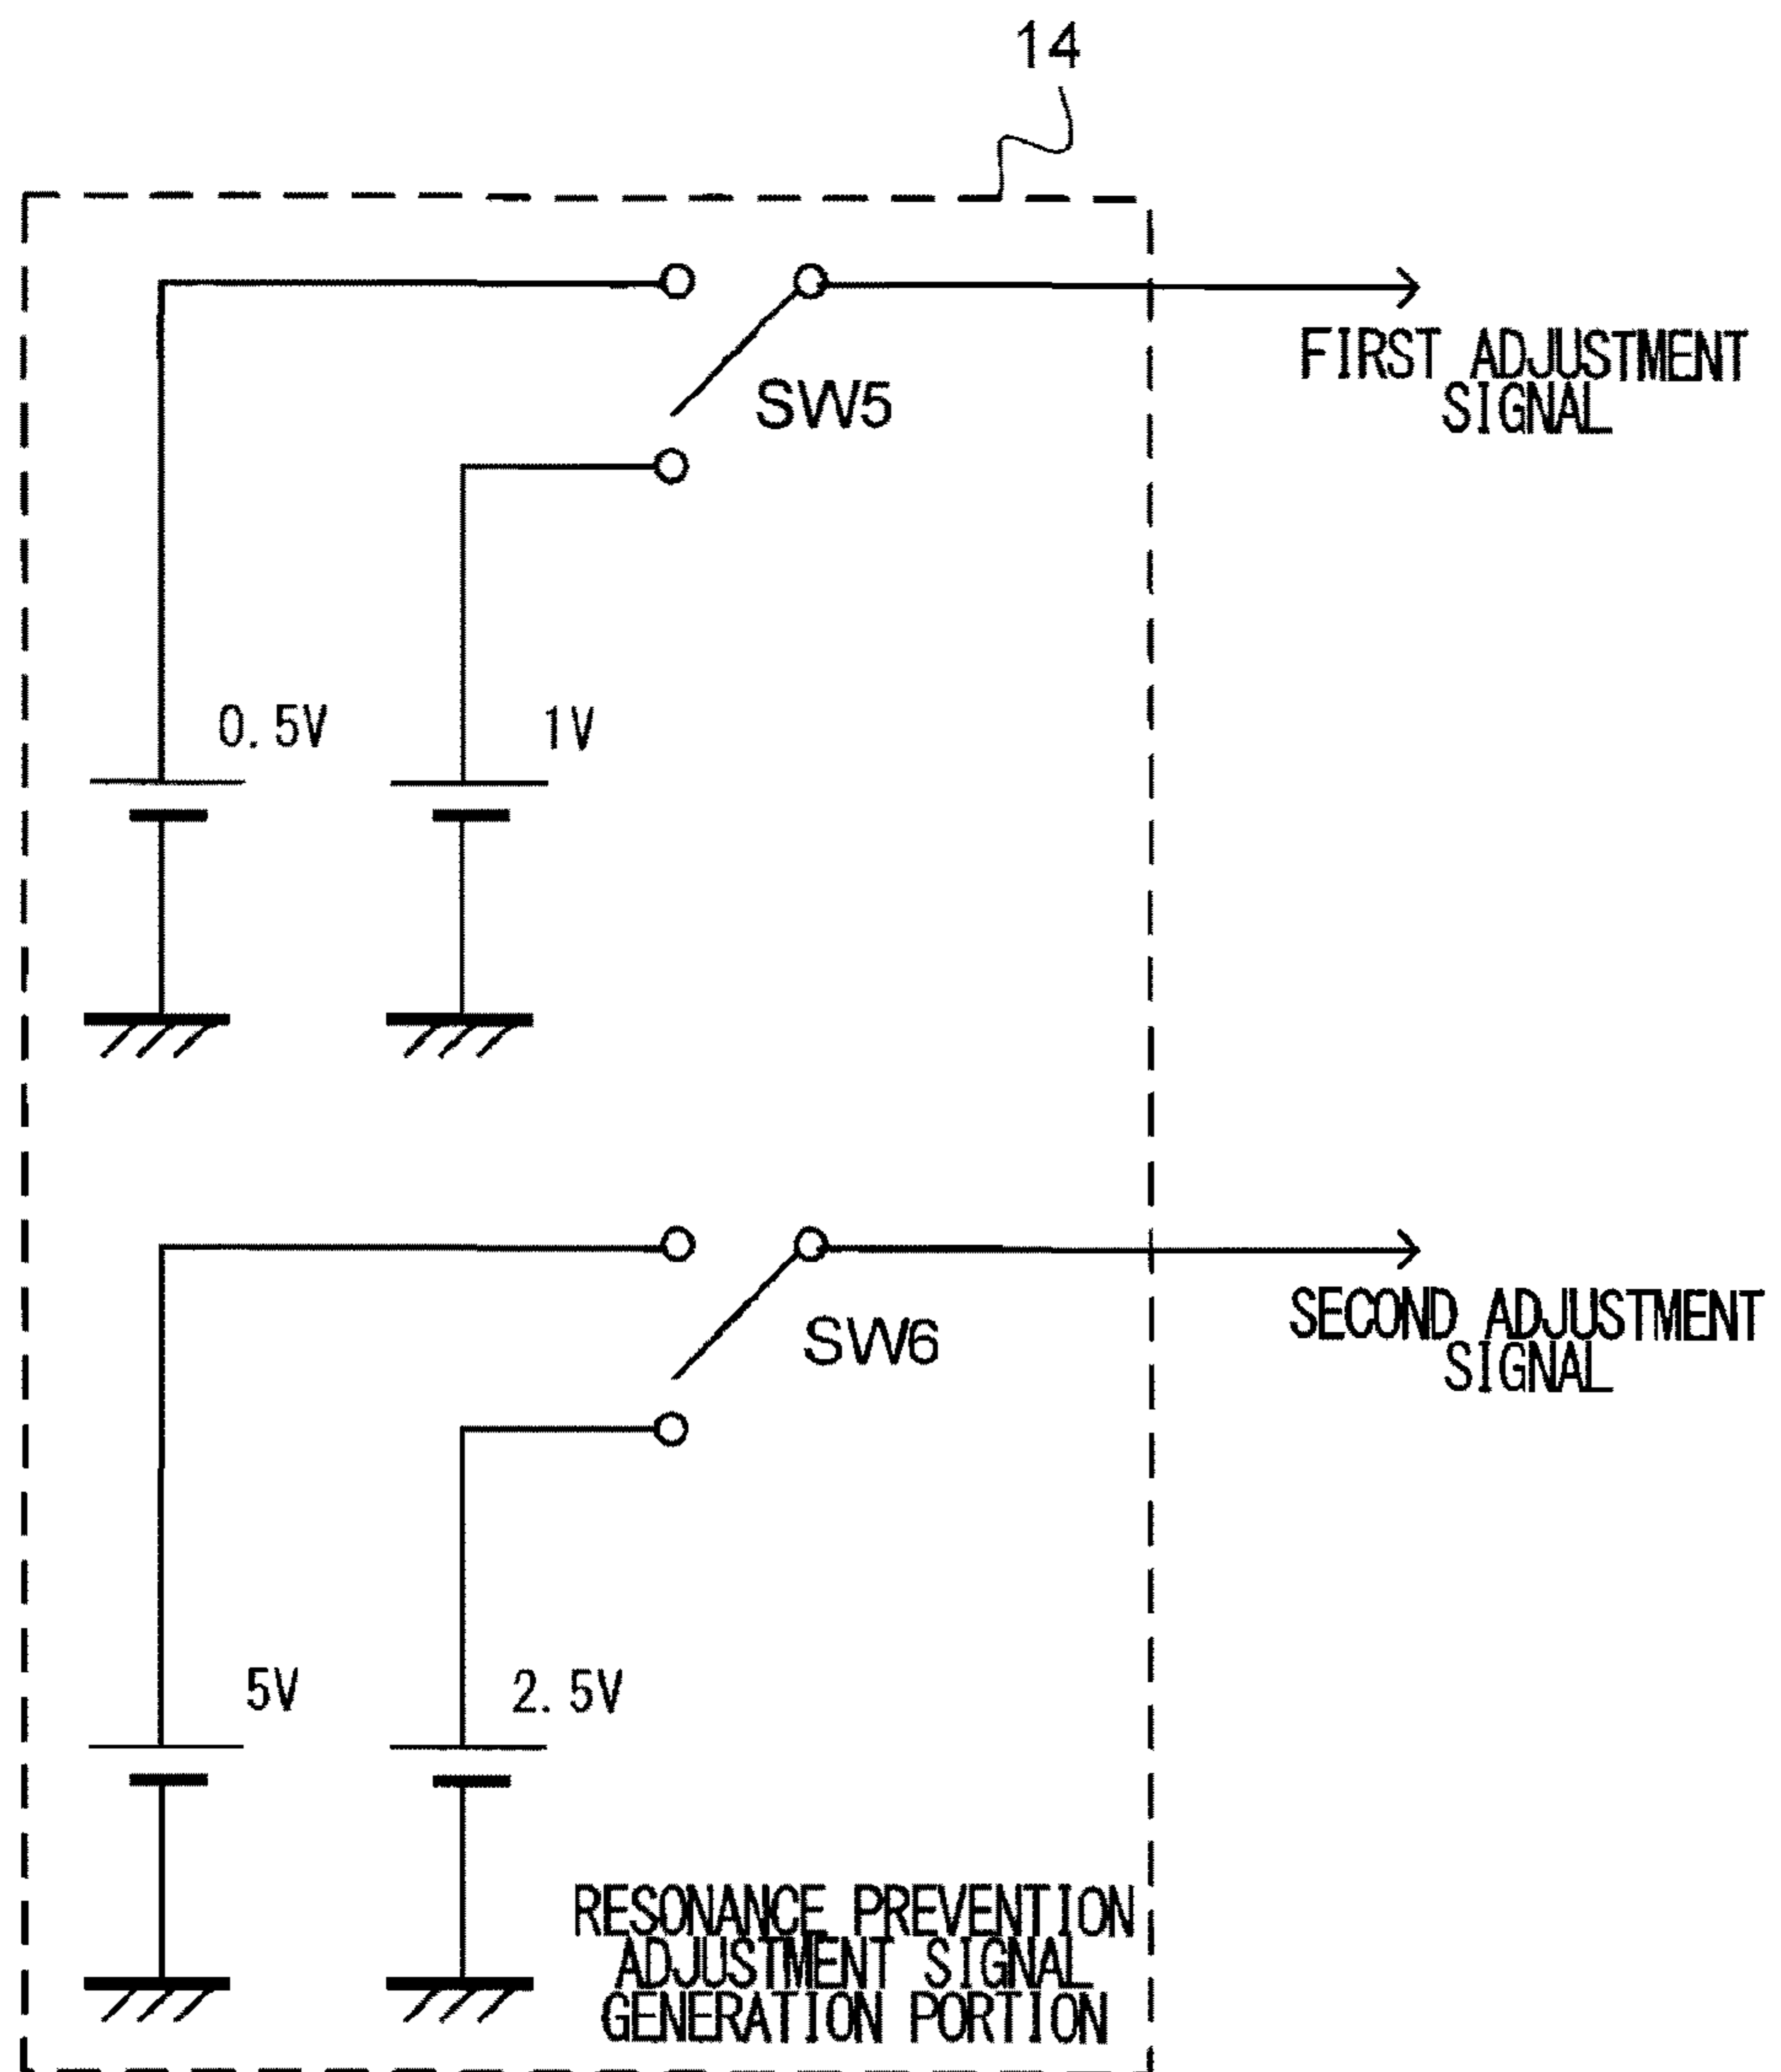 14
SW5
FIRST ADJUSTMENT
SIGNAL
0.5V
1V
SW6
SECOND ADJUSTMENT
SIGNAL
5V
2.5V
RESONANCE PREVENTION
ADJUSTMENT SIGNAL
GENERATION PORTION